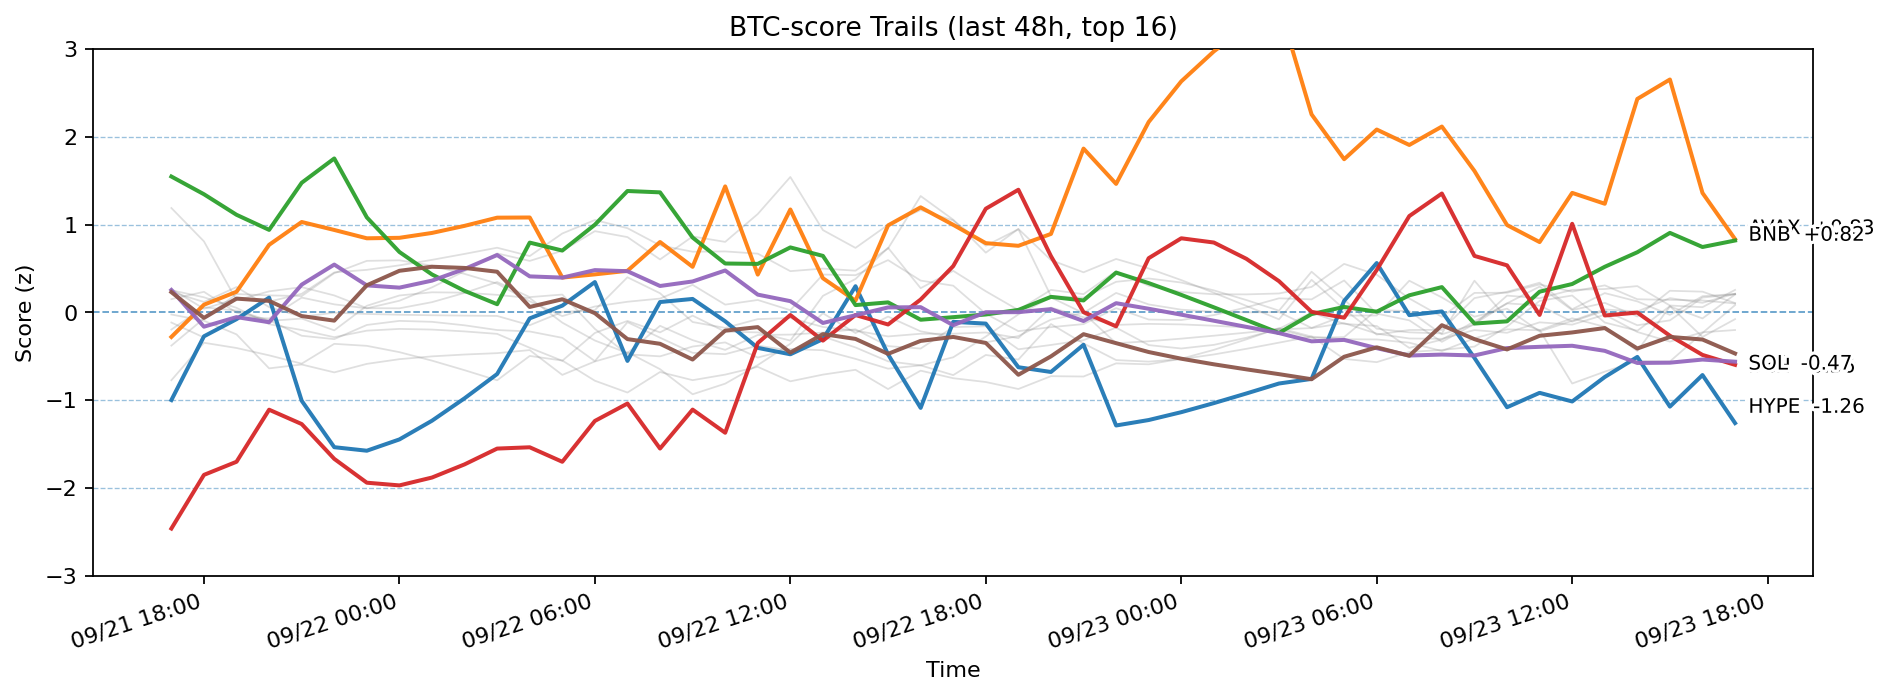 BTC-score Trails (last 48h, top 16)
Score (z)
3
2
1
0
−1
−2
−3
BNB +0.82
SOL -0.47
HYPE -1.26
09/21 18:00
09/22 00:00
09/22 06:00
09/22 12:00
09/22 18:00
09/23 00:00
09/23 06:00
09/23 12:00
09/23 18:00
Time